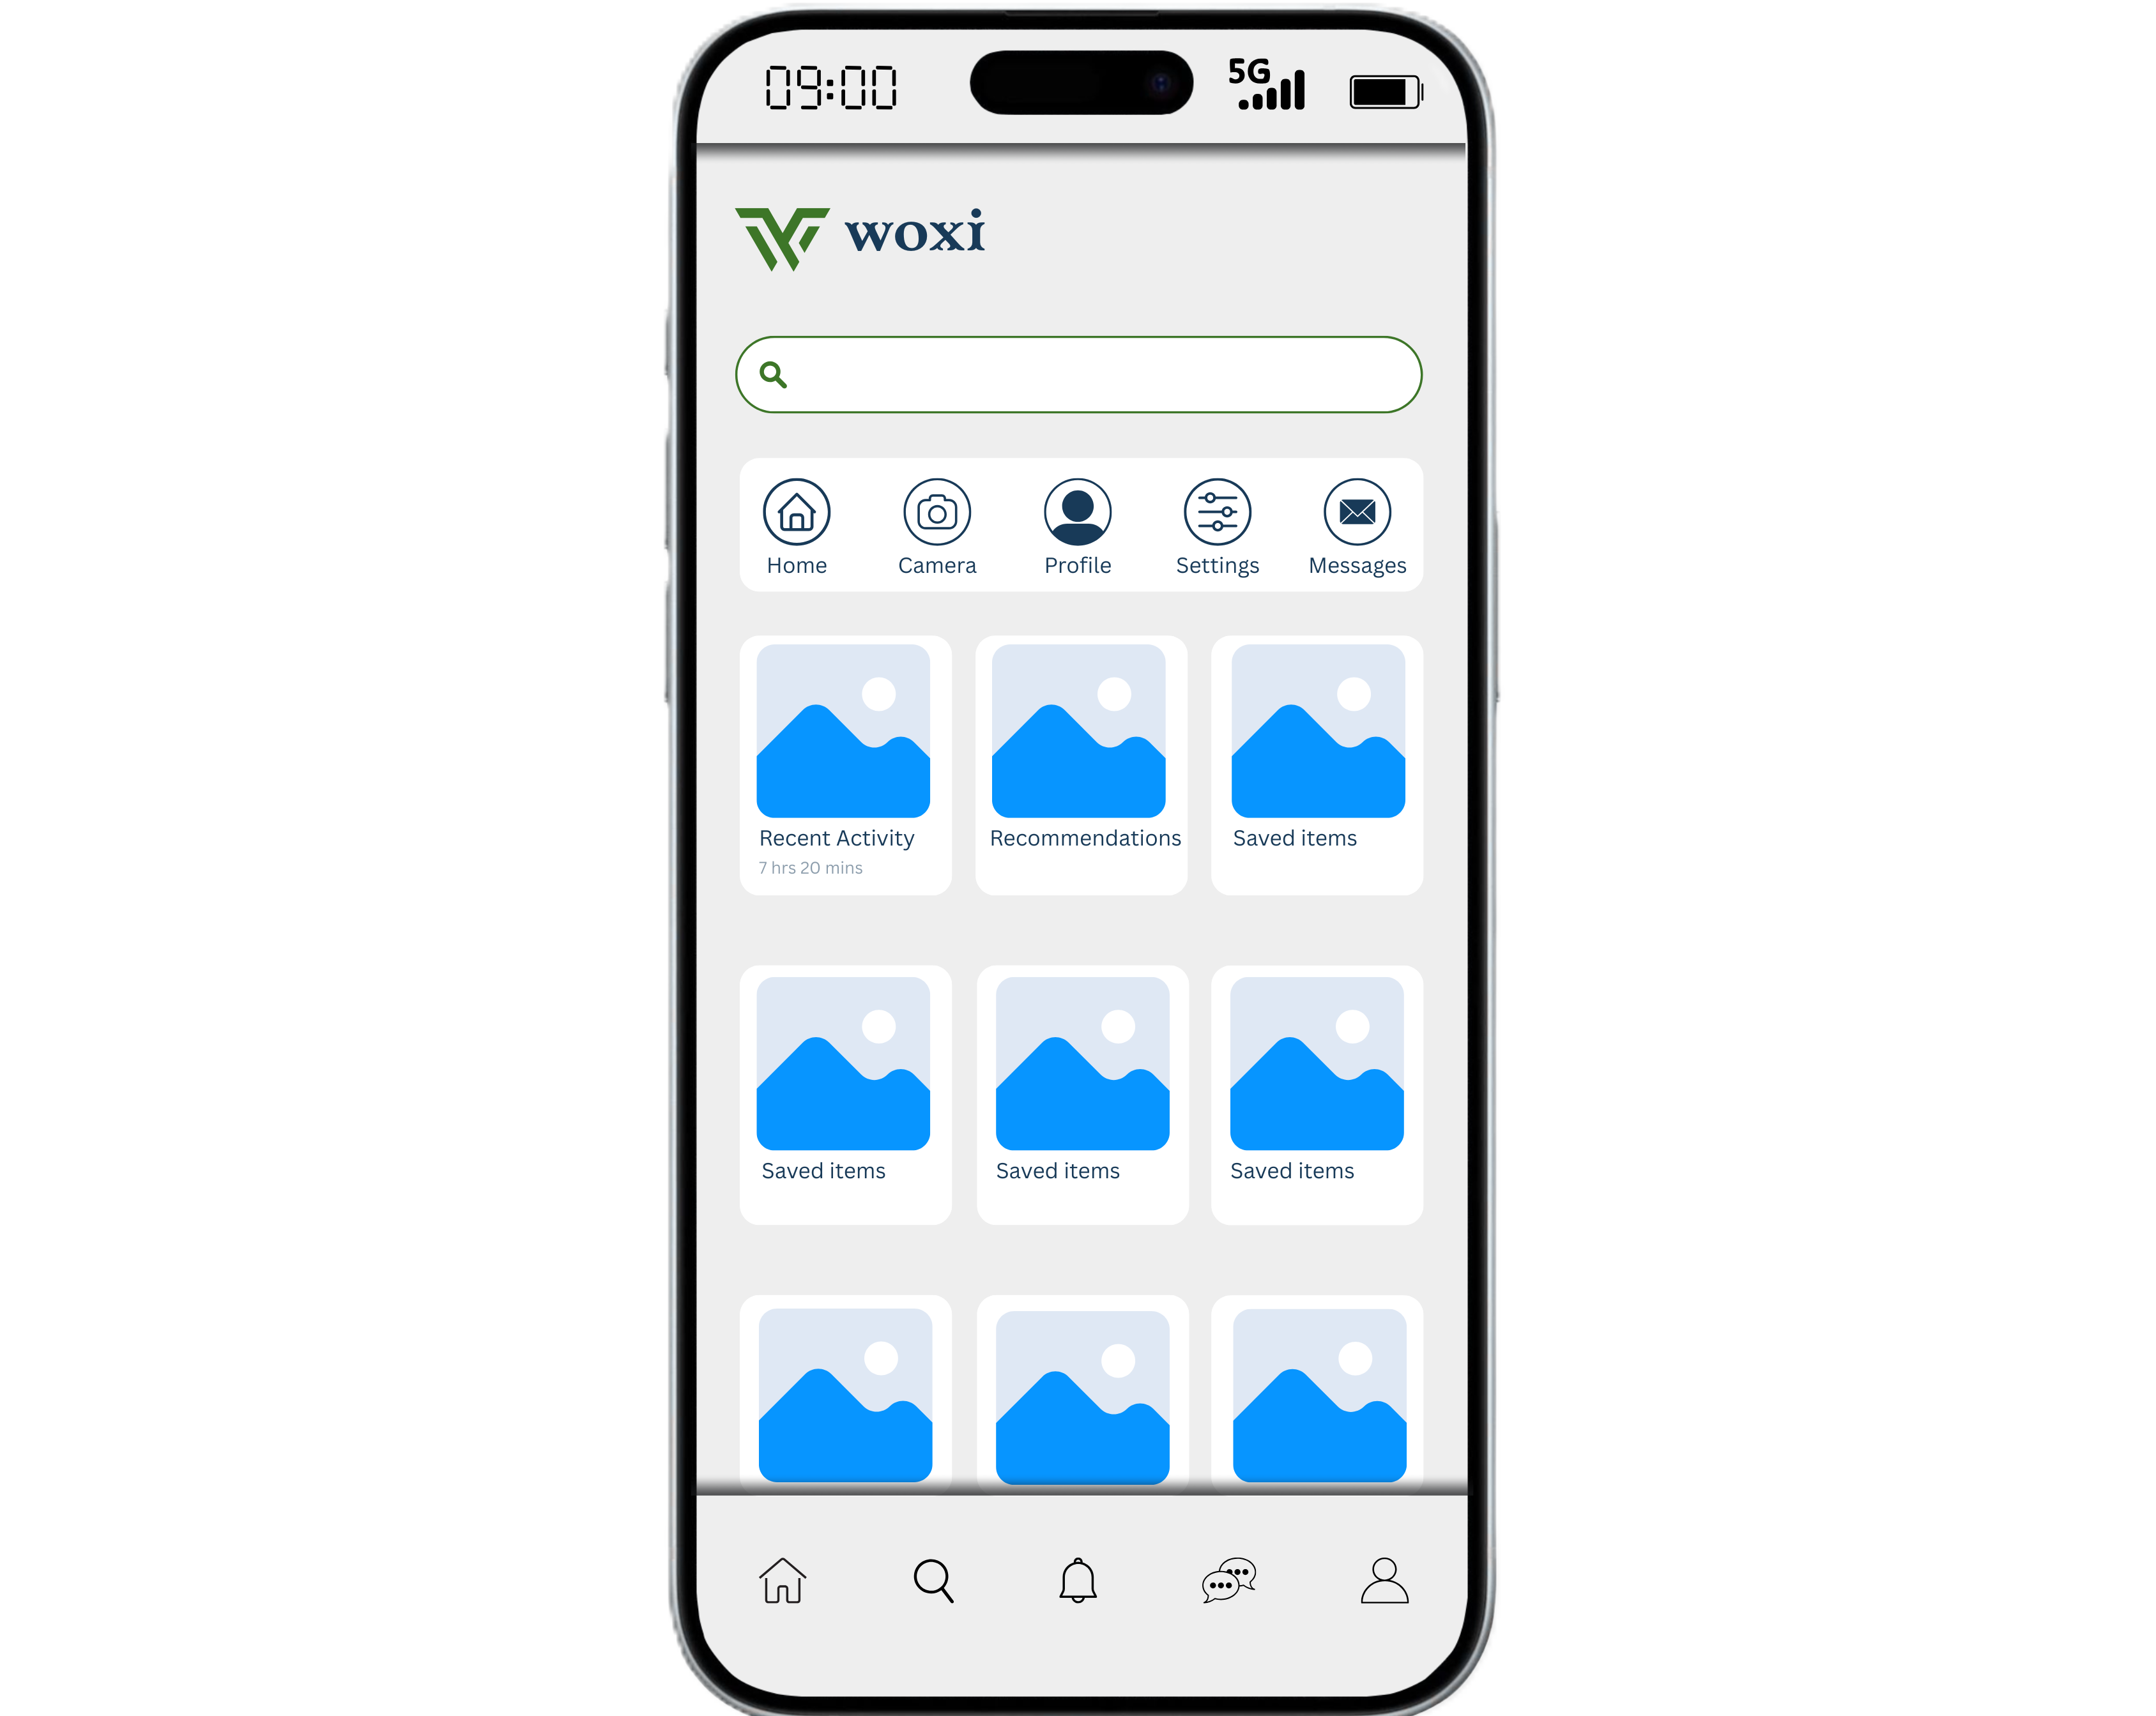 09:00
5G
woxi
Home Camera Profile Settings Messages
Recent Activity Recommendations Saved items
7 hrs 20 mins
Saved items Saved items Saved items